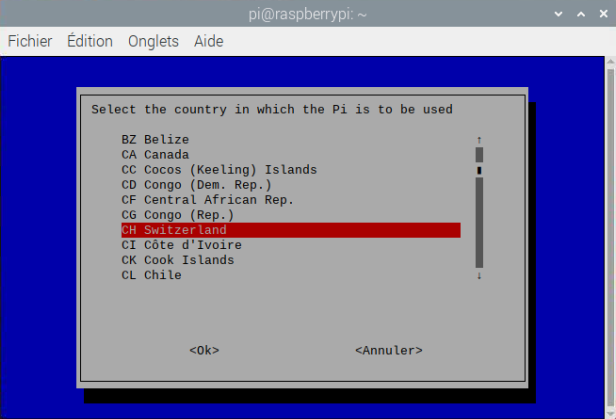 pi@raspberrypi: ~
Fichier Édition Onglets Aide
Select the country in which the Pi is to be used
BZ Belize
CA Canada
CC Cocos (Keeling) Islands
CD Congo (Dem. Rep.)
CF Central African Rep.
CG Congo (Rep.)
CH Switzerland
CI Côte d'Ivoire
CK Cook Islands
CL Chile
<Ok> <Annuler>